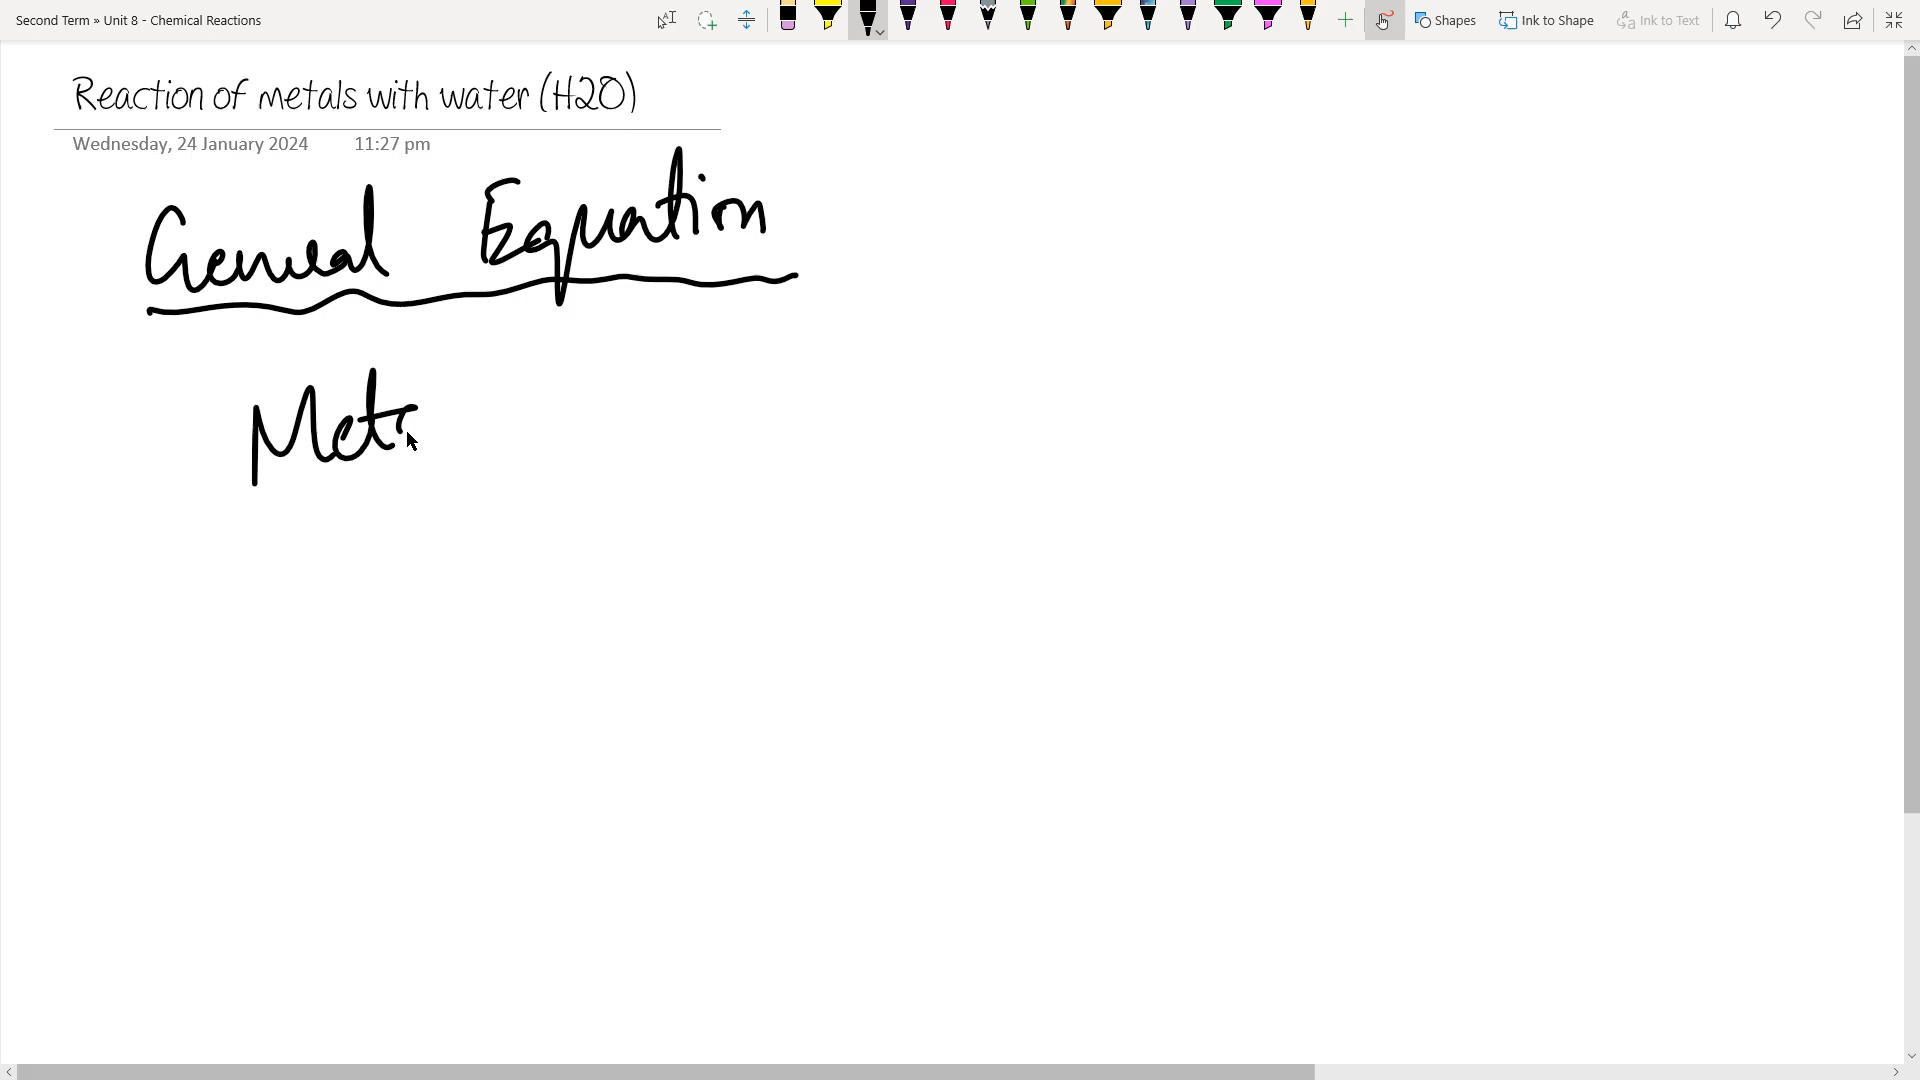 Second Term » Unit 8 - Chemical Reactions
Shapes
Ink to Shape
Ink to Text
Reaction of metals with water (H2O)
Wednesday, 24 January 2024 11:27 pm
General Equation
Meta